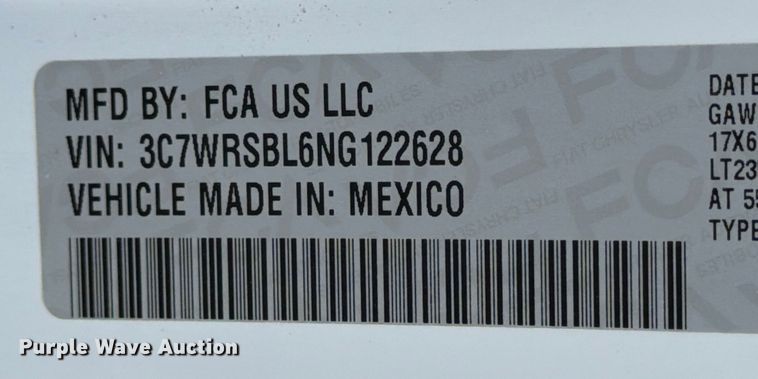 MFD BY: FCA US LLC
VIN: 3C7WRSBL6NG122628
VEHICLE MADE IN: MEXICO
DATE
GAW
17X6
LT23
AT 55
TYPE
Purple Wave Auction